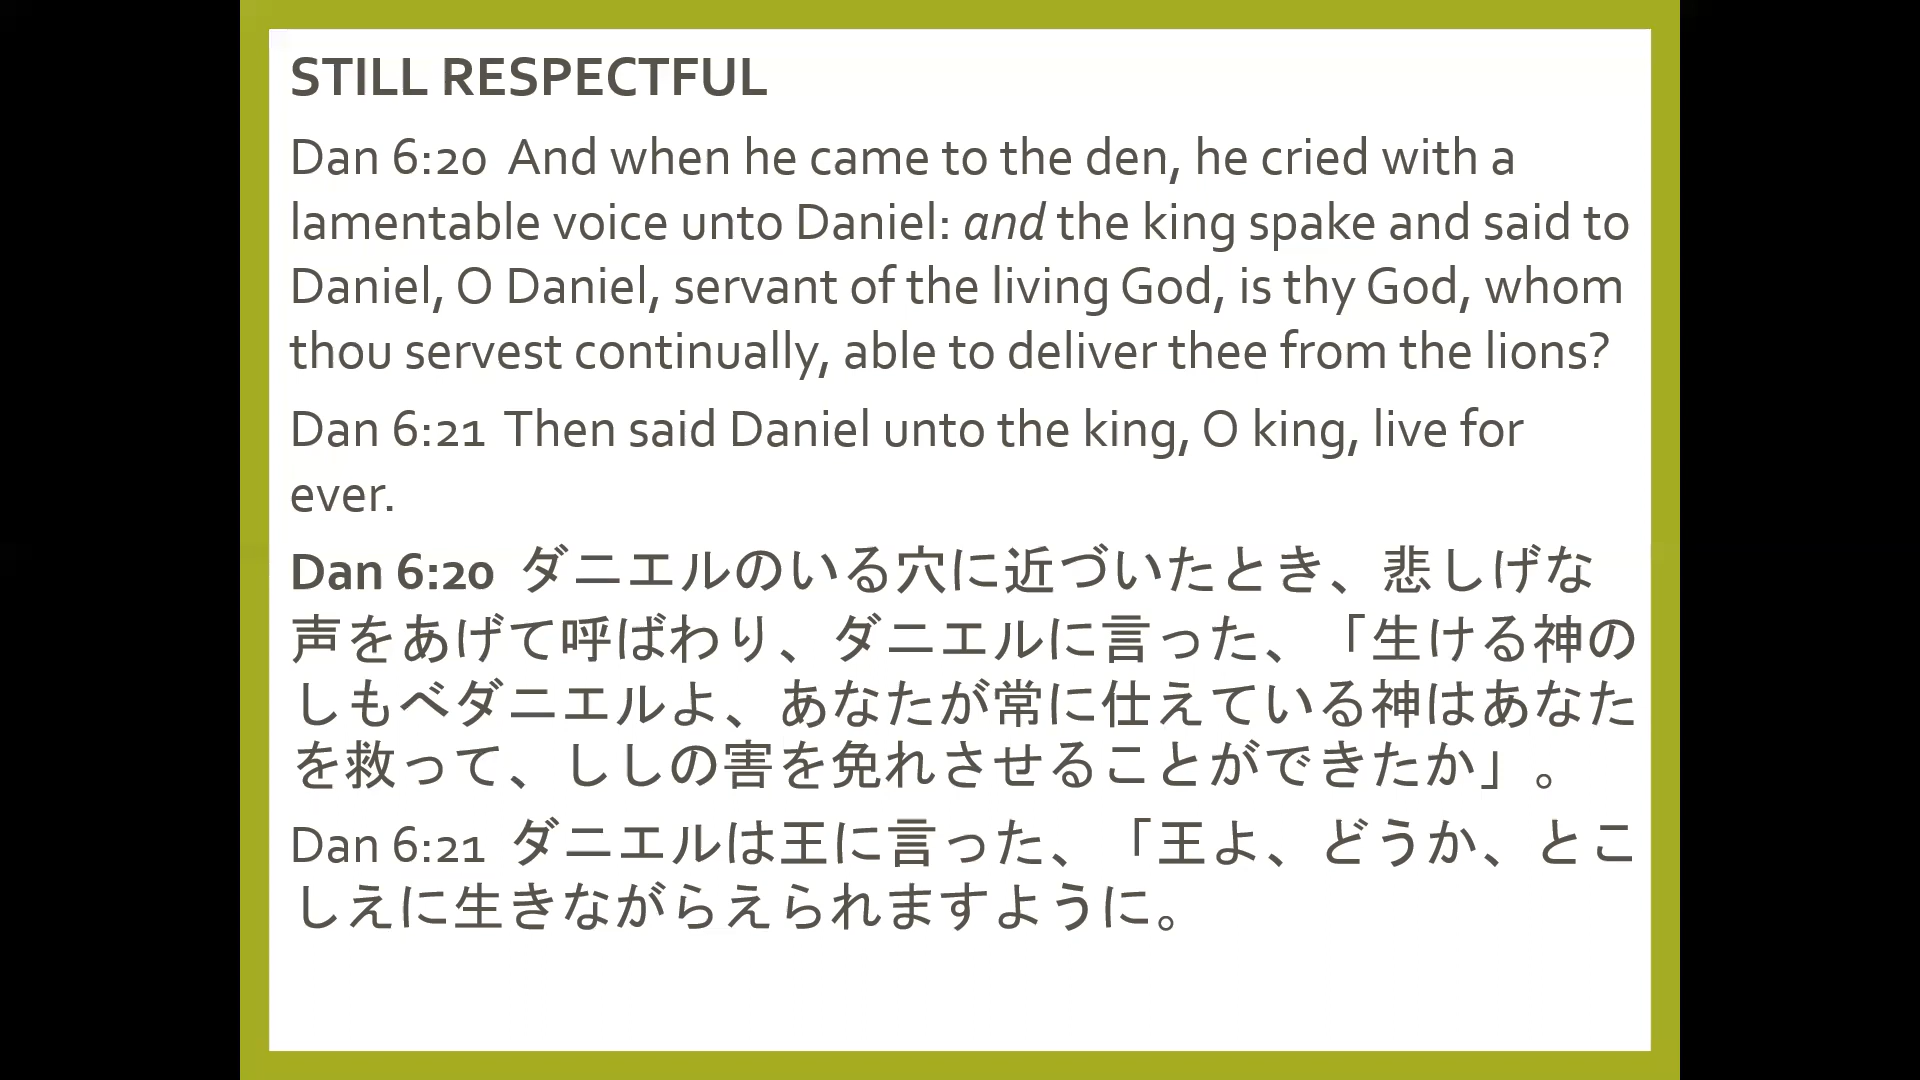 STILL RESPECTFUL
Dan 6:20  And when he came to the den, he cried with a
lamentable voice unto Daniel: and the king spake and said to
Daniel, O Daniel, servant of the living God, is thy God, whom
thou servest continually, able to deliver thee from the lions?
Dan 6:21  Then said Daniel unto the king, O king, live for
ever.
Dan 6:20  ダニエルのいる穴に近づいたとき、悲しげな
声をあげて呼ばわり、ダニエルに言った、「生ける神の
しもべダニエルよ、あなたが常に仕えている神はあなた
を救って、ししの害を免れさせることができたか」。
Dan 6:21  ダニエルは王に言った、「王よ、どうか、とこ
しえに生きながらえられますように。